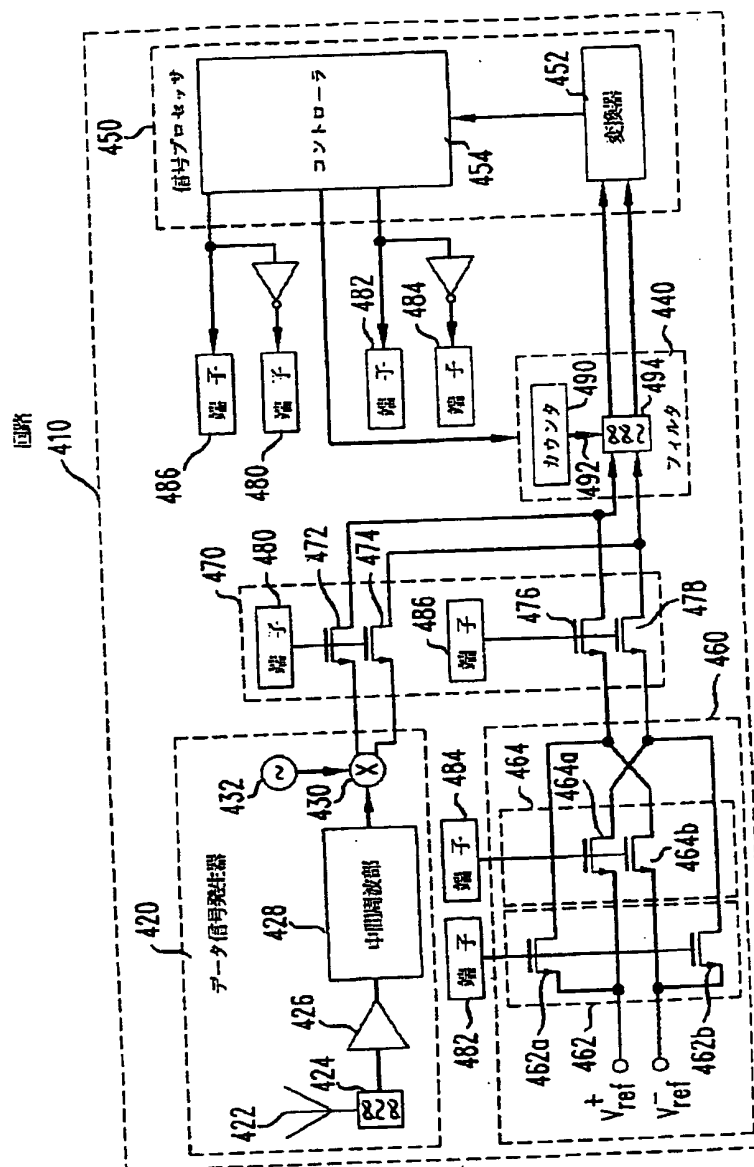 回路
410
420
データ信号発生器
422
424
426
428
中間周波部
430
432
470
端子
480
472
474
端子
486
476
478
450
信号プロセッサ
コントローラ
454
452
変換器
端子
486
端子
480
端子
482
端子
484
440
カウンタ
490
492
494
フィルタ
460
464
464a
464b
端子
484
端子
482
462a
462
462b
V+ref
V-ref